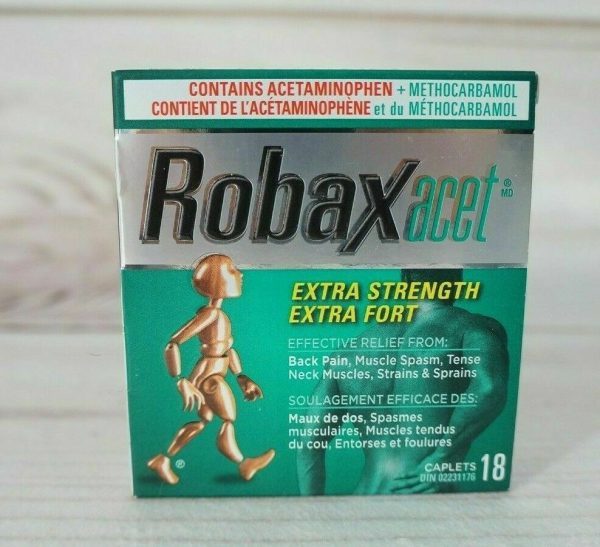 CONTAINS ACETAMINOPHEN + METHOCARBAMOL
CONTIENT DE L'ACÉTAMINOPHÈNE et du MÉTHOCARBAMOL
Robaxacet ® MD
EXTRA STRENGTH
EXTRA FORT
EFFECTIVE RELIEF FROM:
Back Pain, Muscle Spasm, Tense
Neck Muscles, Strains & Sprains
SOULAGEMENT EFFICACE DES:
Maux de dos, Spasmes
musculaires, Muscles tendus
du cou, Entorses et foulures
®
CAPLETS 18
DIN 02231176